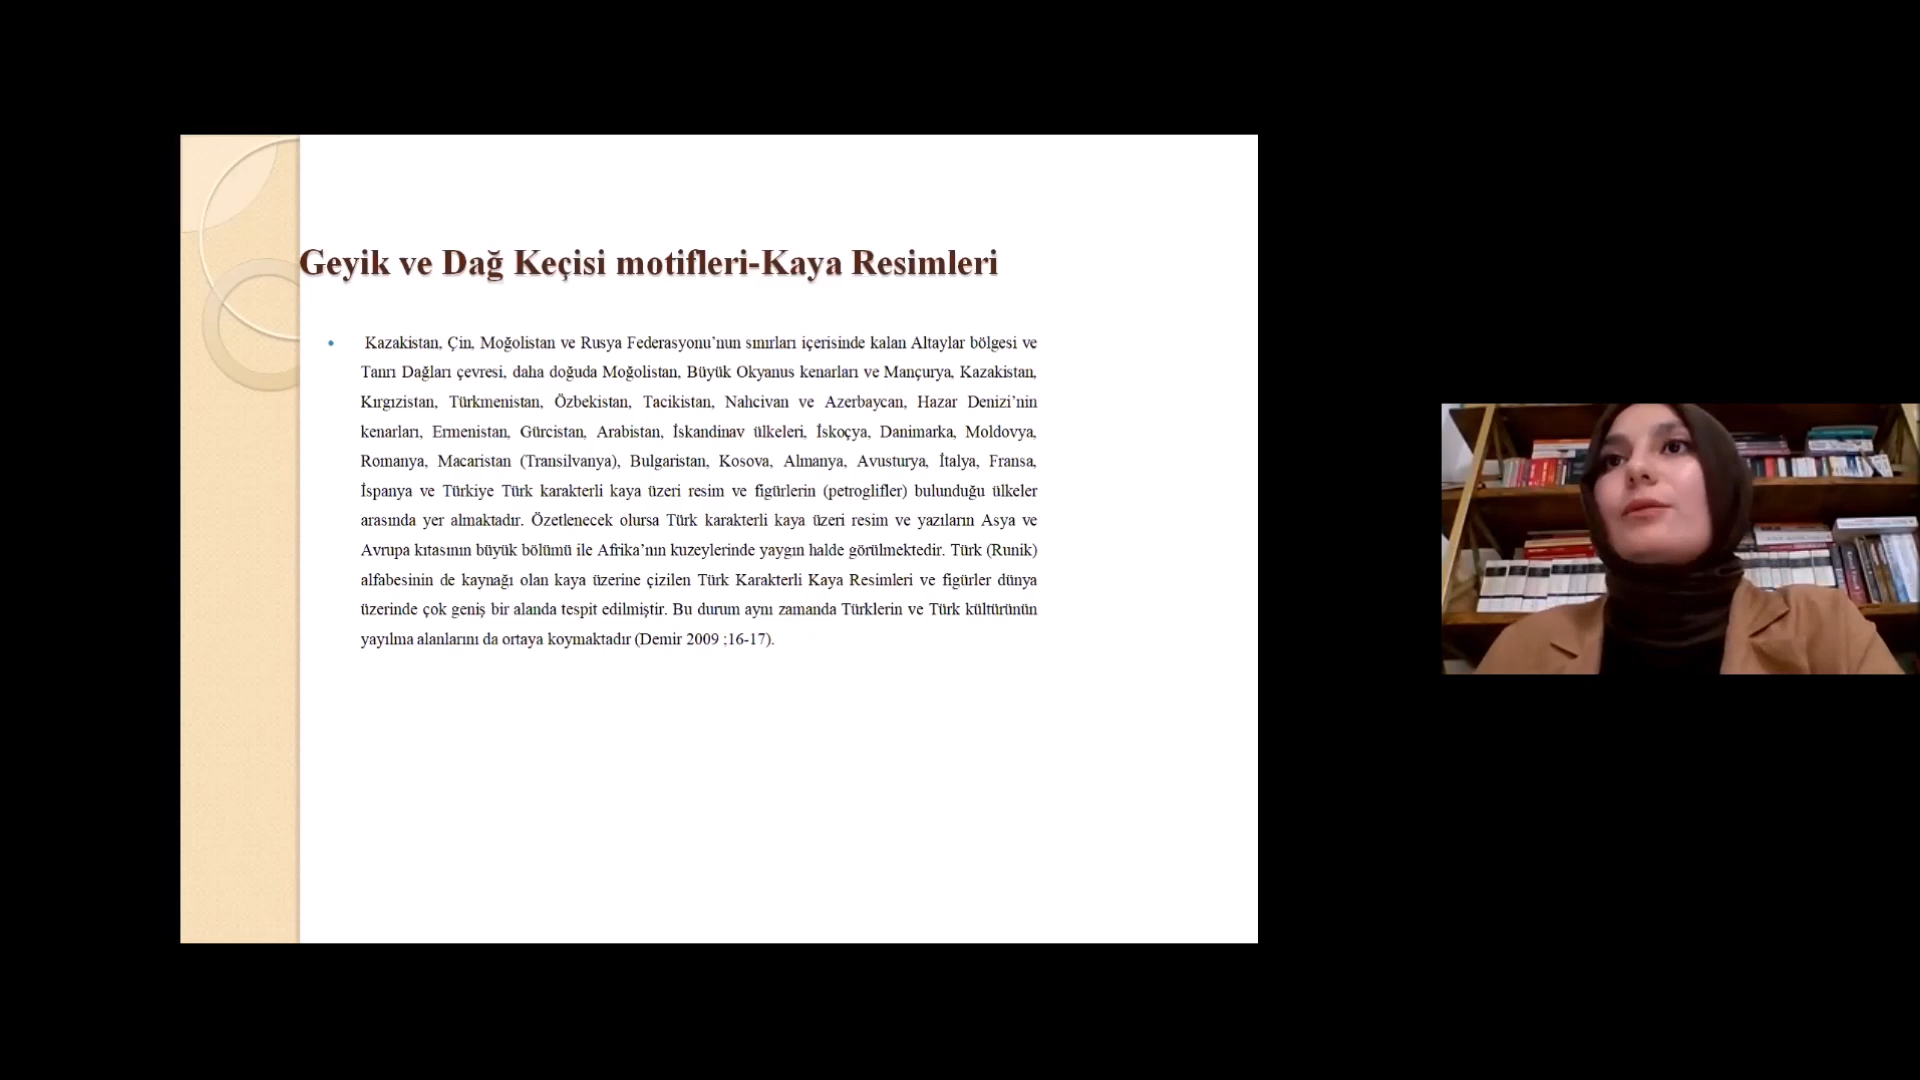 Geyik ve Dağ Keçisi motifleri-Kaya Resimleri
• Kazakistan, Çin, Moğolistan ve Rusya Federasyonu’nun sınırları içerisinde kalan Altaylar bölgesi ve
Tanrı Dağları çevresi, daha doğuda Moğolistan, Büyük Okyanus kenarları ve Mançurya, Kazakistan,
Kırgızistan, Türkmenistan, Özbekistan, Tacikistan, Nahcivan ve Azerbaycan, Hazar Denizi’nin
kenarları, Ermenistan, Gürcistan, Arabistan, İskandinav ülkeleri, İskoçya, Danimarka, Moldovya,
Romanya, Macaristan (Transilvanya), Bulgaristan, Kosova, Almanya, Avusturya, İtalya, Fransa,
İspanya ve Türkiye Türk karakterli kaya üzeri resim ve figürlerin (petroglifler) bulunduğu ülkeler
arasında yer almaktadır. Özetlenecek olursa Türk karakterli kaya üzeri resim ve yazıların Asya ve
Avrupa kıtasının büyük bölümü ile Afrika’nın kuzeylerinde yaygın halde görülmektedir. Türk (Runik)
alfabesinin de kaynağı olan kaya üzerine çizilen Türk Karakterli Kaya Resimleri ve figürler dünya
üzerinde çok geniş bir alanda tespit edilmiştir. Bu durum aynı zamanda Türklerin ve Türk kültürünün
yayılma alanlarını da ortaya koymaktadır (Demir 2009 ;16-17).